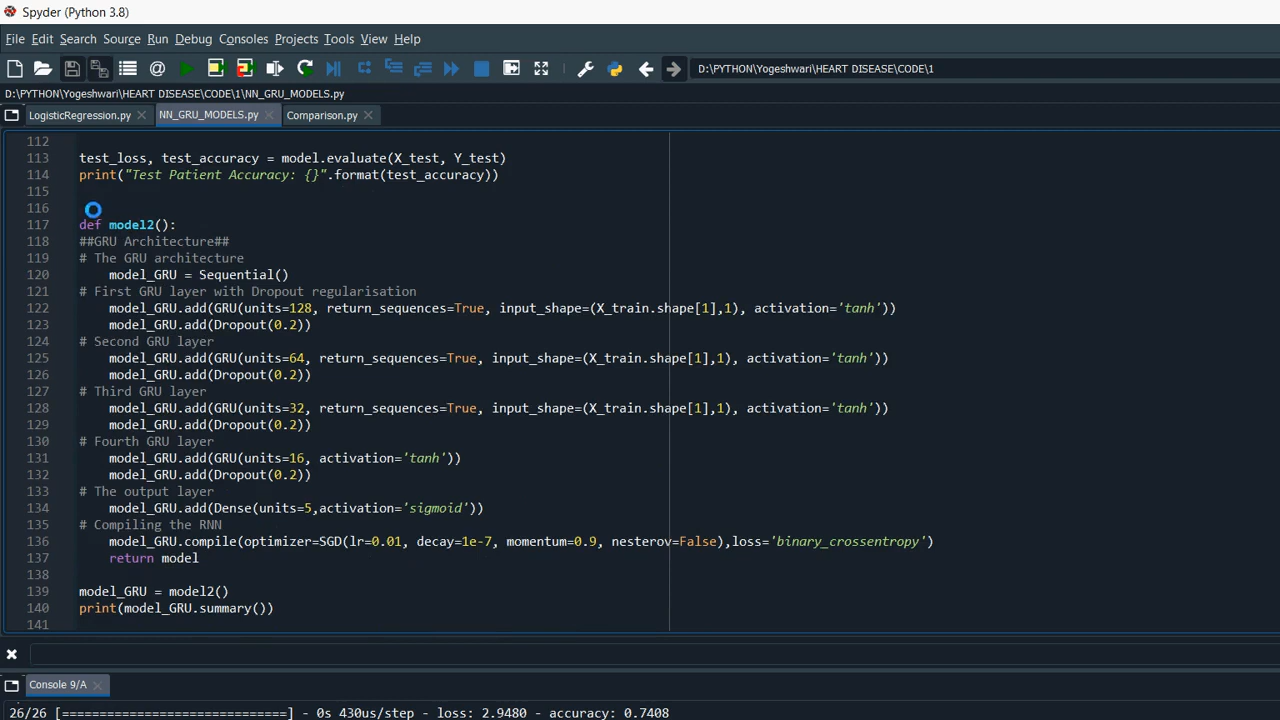 Spyder (Python 3.8)
File Edit Search Source Run Debug Consoles Projects Tools View Help
D:\PYTHON\Yogeshwari\HEART DISEASE\CODE\1
D:\PYTHON\Yogeshwari\HEART DISEASE\CODE\1\NN_GRU_MODELS.py
LogisticRegression.py NN_GRU_MODELS.py Comparison.py
112
113 test_loss, test_accuracy = model.evaluate(X_test, Y_test)
114 print("Test Patient Accuracy: {}".format(test_accuracy))
115
116
117 def model2():
118 ##GRU Architecture##
119 # The GRU architecture
120 model_GRU = Sequential()
121 # First GRU layer with Dropout regularisation
122 model_GRU.add(GRU(units=128, return_sequences=True, input_shape=(X_train.shape[1],1), activation='tanh'))
123 model_GRU.add(Dropout(0.2))
124 # Second GRU layer
125 model_GRU.add(GRU(units=64, return_sequences=True, input_shape=(X_train.shape[1],1), activation='tanh'))
126 model_GRU.add(Dropout(0.2))
127 # Third GRU layer
128 model_GRU.add(GRU(units=32, return_sequences=True, input_shape=(X_train.shape[1],1), activation='tanh'))
129 model_GRU.add(Dropout(0.2))
130 # Fourth GRU layer
131 model_GRU.add(GRU(units=16, activation='tanh'))
132 model_GRU.add(Dropout(0.2))
133 # The output layer
134 model_GRU.add(Dense(units=5,activation='sigmoid'))
135 # Compiling the RNN
136 model_GRU.compile(optimizer=SGD(lr=0.01, decay=1e-7, momentum=0.9, nesterov=False),loss='binary_crossentropy')
137 return model
138
139 model_GRU = model2()
140 print(model_GRU.summary())
141
Console 9/A
26/26 [==============================] - 0s 430us/step - loss: 2.9480 - accuracy: 0.7408